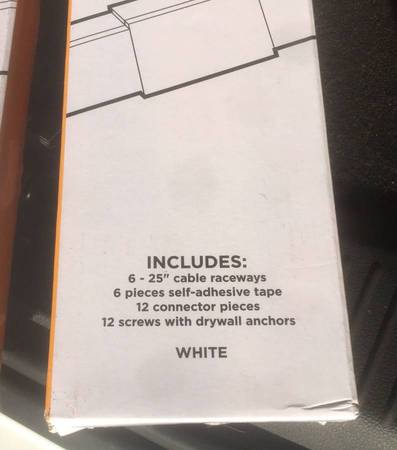 INCLUDES:
6 - 25" cable raceways
6 pieces self-adhesive tape
12 connector pieces
12 screws with drywall anchors
WHITE